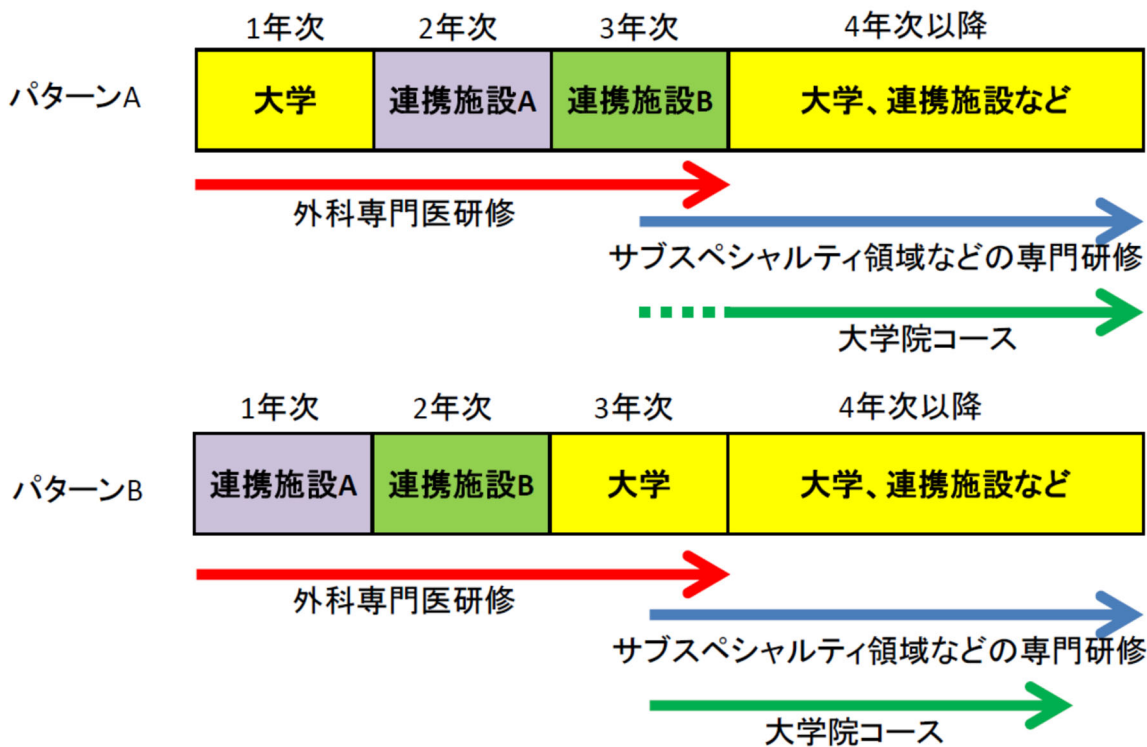 1年次 2年次 3年次 4年次以降
パターンA 大学 連携施設A 連携施設B 大学、連携施設など
外科専門医研修
サブスペシャルティ領域などの専門研修
大学院コース
1年次 2年次 3年次 4年次以降
パターンB 連携施設A 連携施設B 大学 大学、連携施設など
外科専門医研修
サブスペシャルティ領域などの専門研修
大学院コース